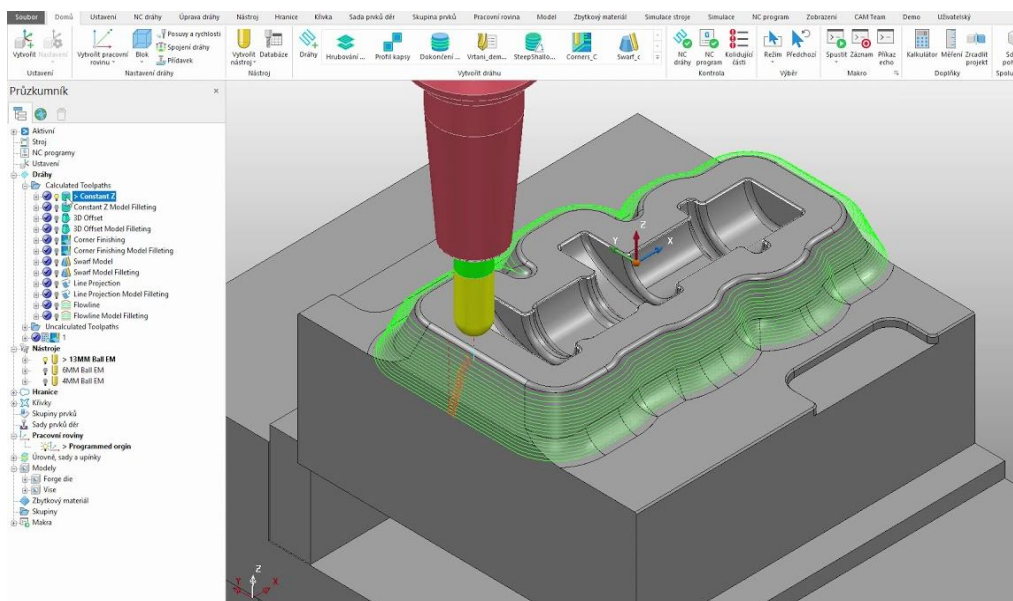 Soubor Domů Ustavení NC dráhy Úprava dráhy Nástroj Hranice Křivka Sada prvků děr Skupina prvků Pracovní rovina Model Zbytkový materiál Simulace stroje Simulace NC program Zobrazení CAM Team Demo Uživatelský
Posuvy a rychlosti
Spojení dráhy
Přídavek
Vytvořit Nastavení Vytvořit pracovní rovinu Blok Vytvořit nástroj Databáze Dráhy Hrubování ... Profil kapsy Dokončení ... Vrtani_dem... SteepShallo... Corners_C Swarf_c NC dráhy NC program Kolidující části Režim Předchozí Spustit Záznam Příkaz echo Kalkulátor Měření Zrcadlit projekt
Ustavení Nastavení dráhy Nástroj Vytvořit dráhu Kontrola Výběr Makro Doplňky
Průzkumník
Aktivní
Stroj
NC programy
Ustavení
Dráhy
Calculated Toolpaths
> Constant Z
Constant Z Model Filleting
3D Offset
3D Offset Model Filleting
Corner Finishing
Corner Finishing Model Filleting
Swarf Model
Swarf Model Filleting
Line Projection
Line Projection Model Filleting
Flowline
Flowline Model Filleting
Uncalculated Toolpaths
1
Nástroje
> 13MM Ball EM
6MM Ball EM
4MM Ball EM
Hranice
Křivky
Skupiny prvků
Sady prvků děr
Pracovní roviny
> Programmed orgin
Úrovně, sady a upínky
Modely
Forge die
Vise
Zbytkový materiál
Skupiny
Makra
Z
Y X
Z
Y X